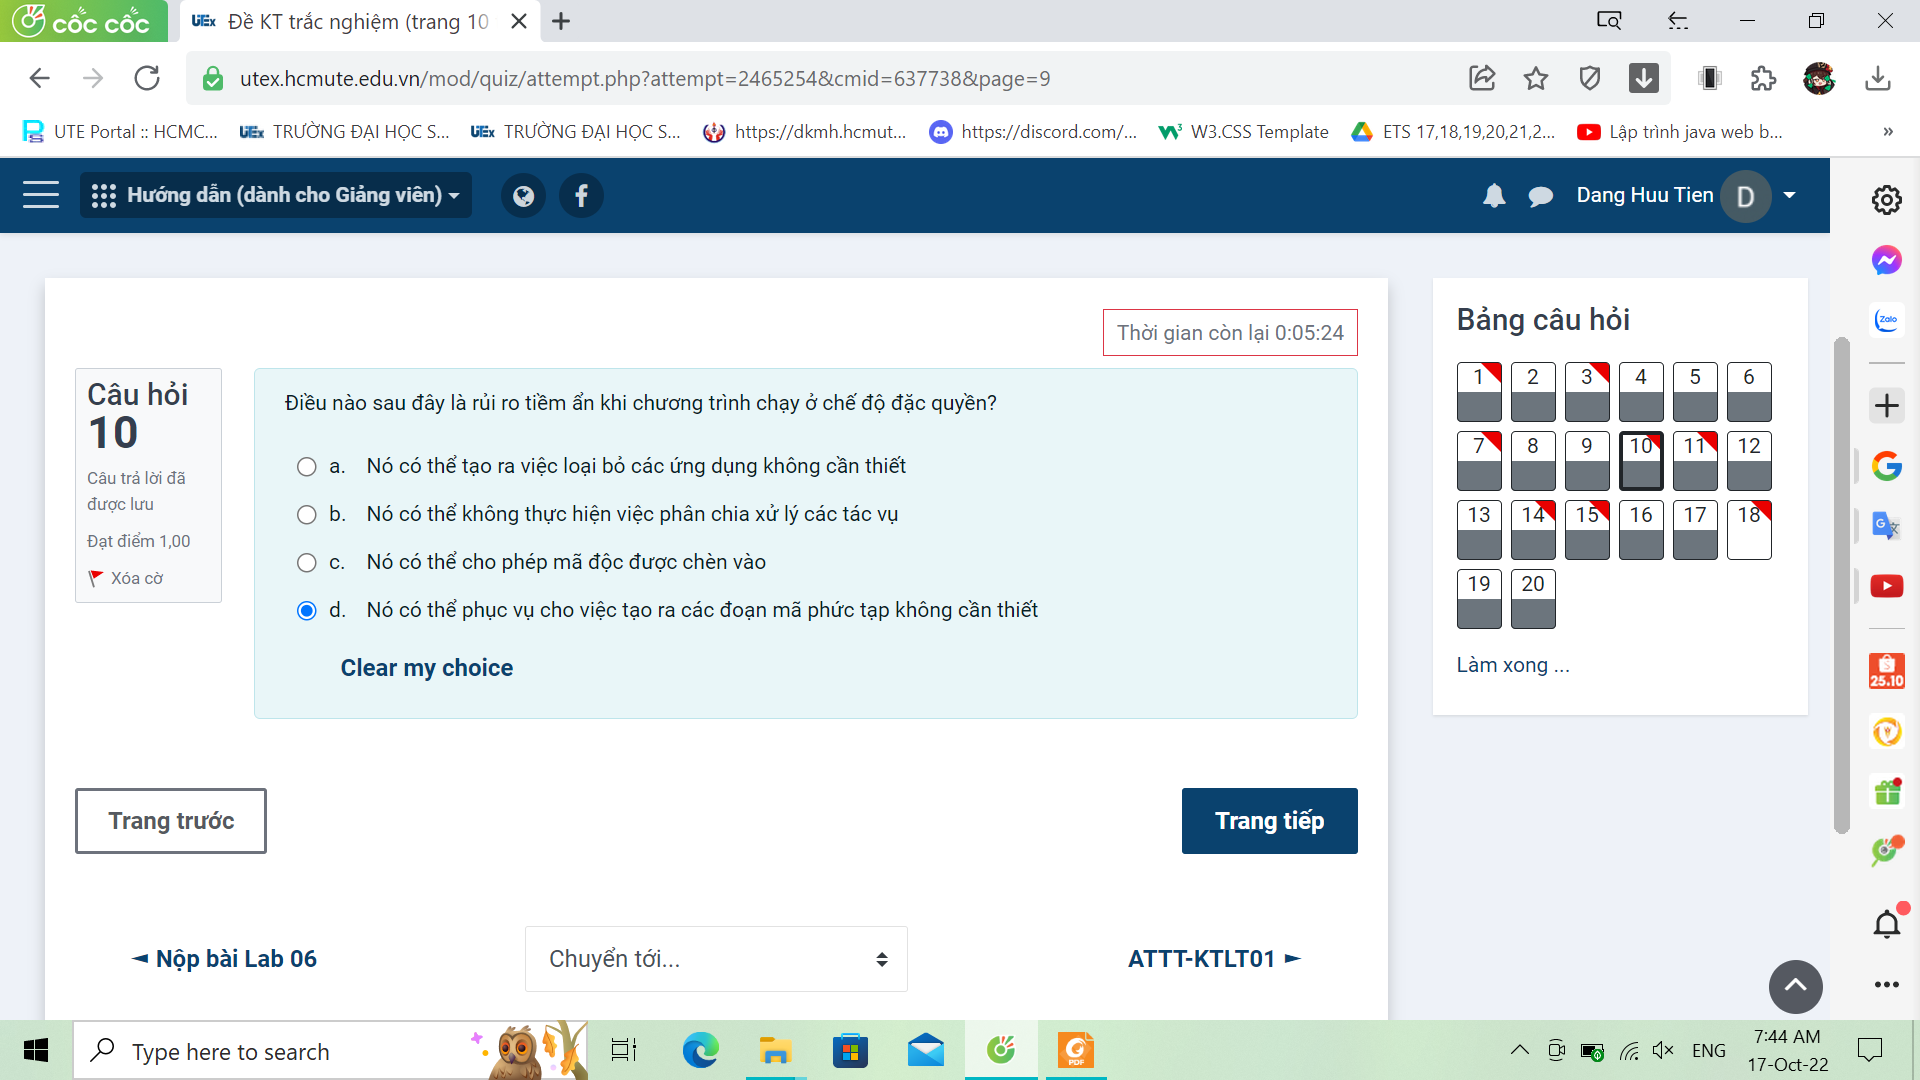 cốc cốc
UTEx Đề KT trắc nghiệm (trang 10
utex.hcmute.edu.vn/mod/quiz/attempt.php?attempt=2465254&cmid=637738&page=9
UTE Portal :: HCMC...
UTEx TRƯỜNG ĐẠI HỌC S...
UTEx TRƯỜNG ĐẠI HỌC S...
https://dkmh.hcmut...
https://discord.com/...
W3.CSS Template
ETS 17,18,19,20,21,2...
Lập trình java web b...
»
Hướng dẫn (dành cho Giảng viên)
Dang Huu Tien
D
Thời gian còn lại 0:05:24
Câu hỏi
10
Câu trả lời đã
được lưu
Đạt điểm 1,00
Xóa cờ
Điều nào sau đây là rủi ro tiềm ẩn khi chương trình chạy ở chế độ đặc quyền?
a. Nó có thể tạo ra việc loại bỏ các ứng dụng không cần thiết
b. Nó có thể không thực hiện việc phân chia xử lý các tác vụ
c. Nó có thể cho phép mã độc được chèn vào
d. Nó có thể phục vụ cho việc tạo ra các đoạn mã phức tạp không cần thiết
Clear my choice
Trang trước
Trang tiếp
◄ Nộp bài Lab 06
Chuyển tới...
ATTT-KTLT01 ►
Bảng câu hỏi
1 2 3 4 5 6
7 8 9 10 11 12
13 14 15 16 17 18
19 20
Làm xong ...
Zalo
25.10
Type here to search
PDF
ENG
7:44 AM
17-Oct-22